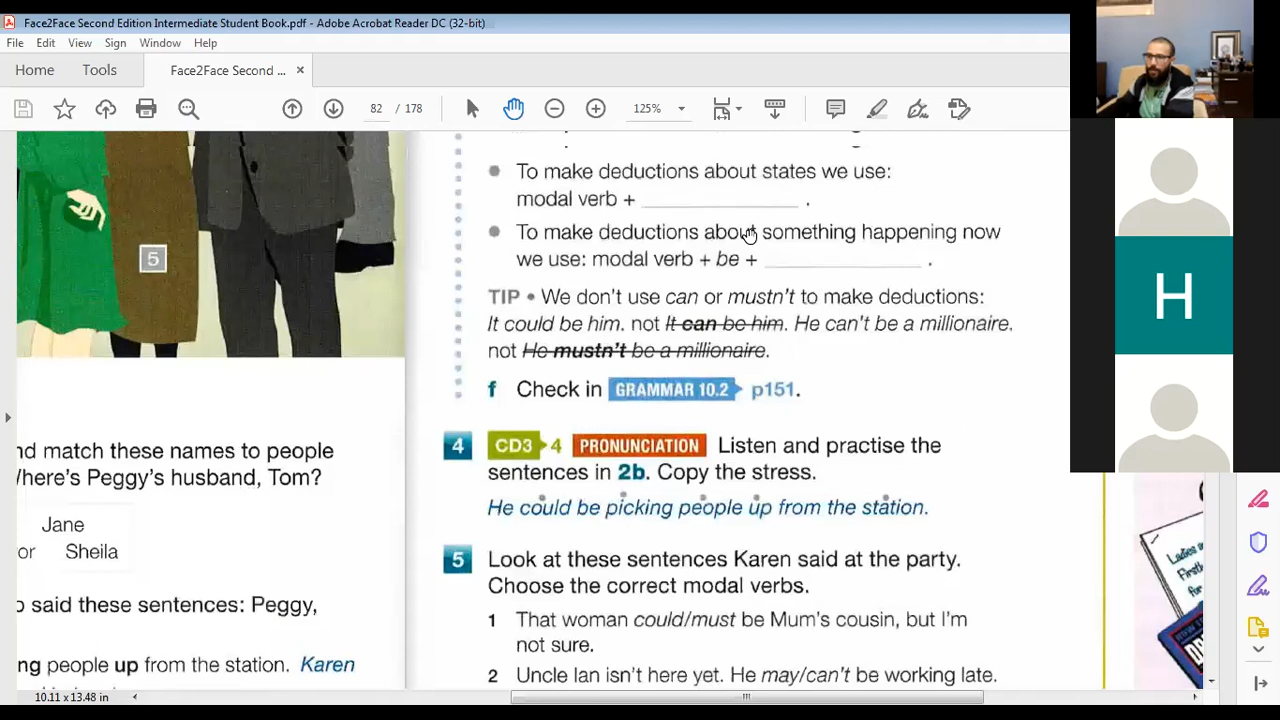 Face2Face Second Edition Intermediate Student Book.pdf - Adobe Acrobat Reader DC (32-bit)
File Edit View Sign Window Help
Home Tools Face2Face Second ... ×
82 / 178 125%
To make deductions about states we use:
modal verb + ______________ .
To make deductions about something happening now
we use: modal verb + be + ______________ .
TIP • We don't use can or mustn't to make deductions:
It could be him. not It can be him. He can't be a millionaire.
not He mustn't be a millionaire.
f Check in GRAMMAR 10.2 p151.
4 CD3 4 PRONUNCIATION Listen and practise the
sentences in 2b. Copy the stress.
He could be picking people up from the station.
5 Look at these sentences Karen said at the party.
Choose the correct modal verbs.
1 That woman could/must be Mum's cousin, but I'm
not sure.
2 Uncle Ian isn't here yet. He may/can't be working late.
5
nd match these names to people
Where's Peggy's husband, Tom?
Jane
or Sheila
o said these sentences: Peggy,
ng people up from the station. Karen
10.11 x 13.48 in
H
Ladies a